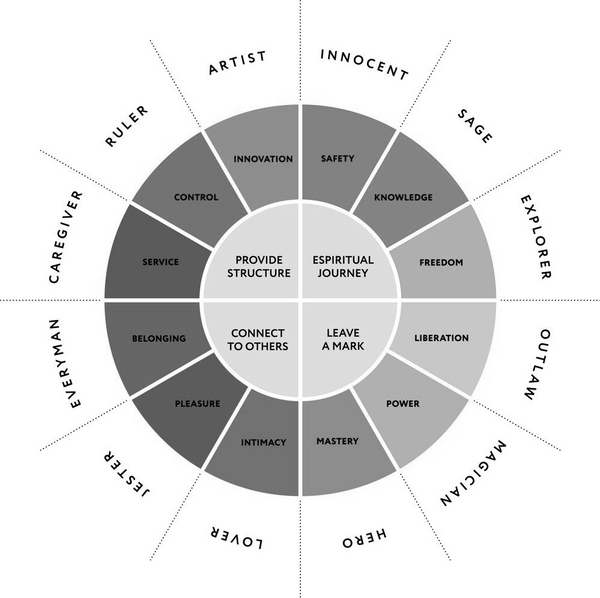 ARTIST
INNOCENT
SAGE
EXPLORER
OUTLAW
MAGICIAN
HERO
LOVER
JESTER
EVERYMAN
CAREGIVER
RULER
INNOVATION
SAFETY
KNOWLEDGE
FREEDOM
LIBERATION
POWER
MASTERY
INTIMACY
PLEASURE
BELONGING
SERVICE
CONTROL
PROVIDE
STRUCTURE
ESPIRITUAL
JOURNEY
CONNECT
TO OTHERS
LEAVE
A MARK